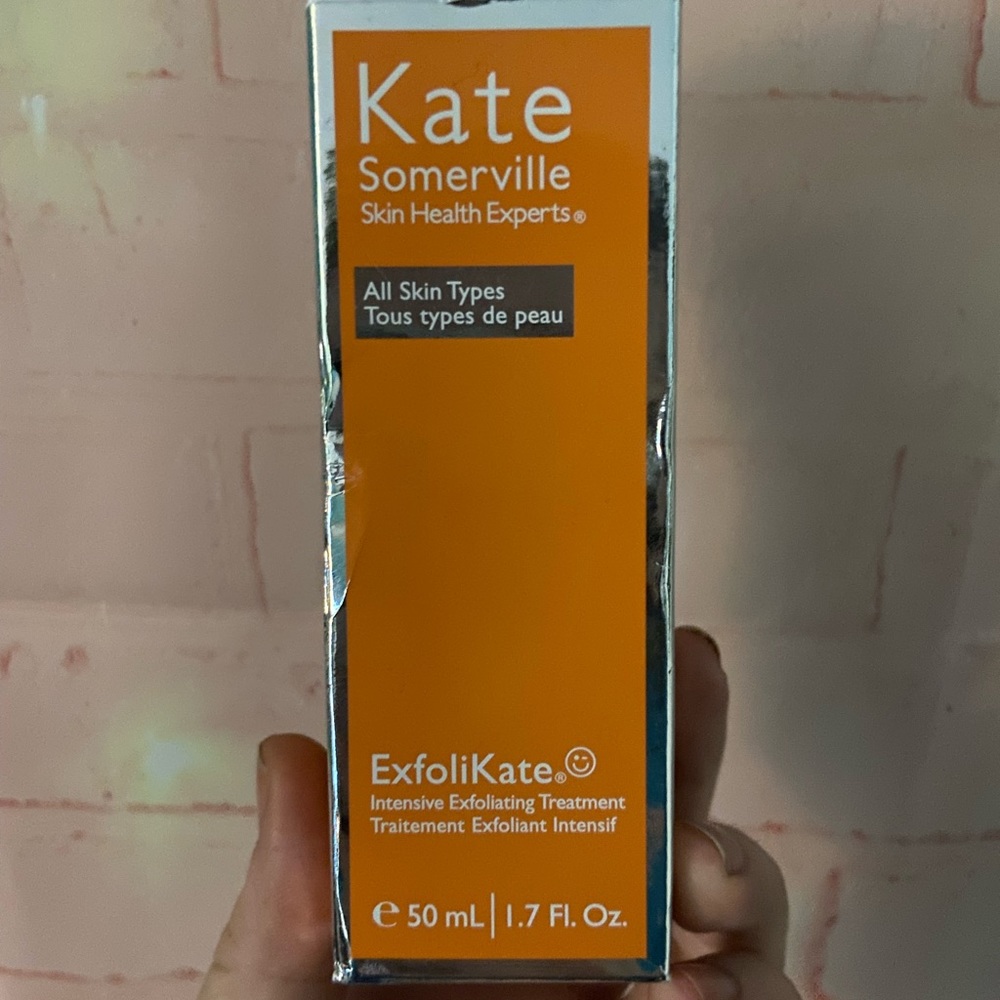 Kate
Somerville
Skin Health Experts®
All Skin Types
Tous types de peau
ExfoliKate®
Intensive Exfoliating Treatment
Traitement Exfoliant Intensif
℮ 50 mL | 1.7 Fl. Oz.